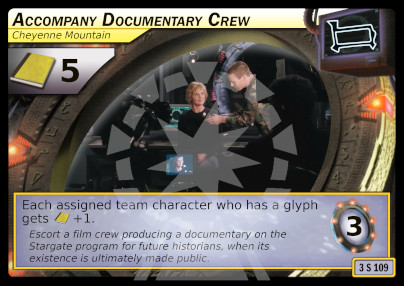 Accompany Documentary Crew
Cheyenne Mountain
5
Each assigned team character who has a glyph
gets +1.
Escort a film crew producing a documentary on the
Stargate program for future historians, when its
existence is ultimately made public.
3
3 S 109